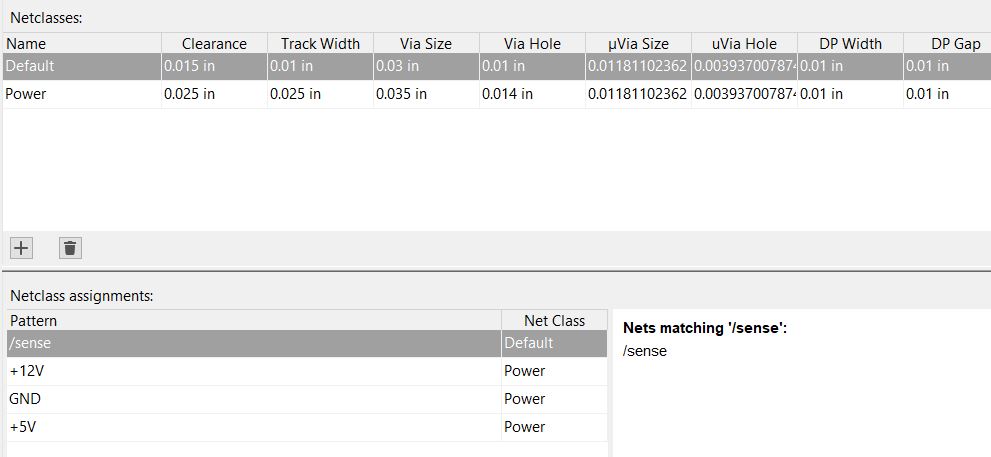 Netclasses:
Name Clearance Track Width Via Size Via Hole µVia Size uVia Hole DP Width DP Gap
Default 0.015 in 0.01 in 0.03 in 0.01 in 0.01181102362 0.003937007874 0.01 in 0.01 in
Power 0.025 in 0.025 in 0.035 in 0.014 in 0.01181102362 0.003937007874 0.01 in 0.01 in
Netclass assignments:
Pattern Net Class
/sense Default
+12V Power
GND Power
+5V Power
Nets matching '/sense':
/sense